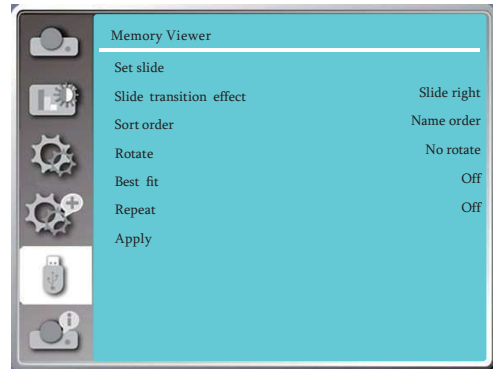 Memory Viewer
Set slide
Slide transition effect Slide right
Sort order Name order
Rotate No rotate
Best fit Off
Repeat Off
Apply